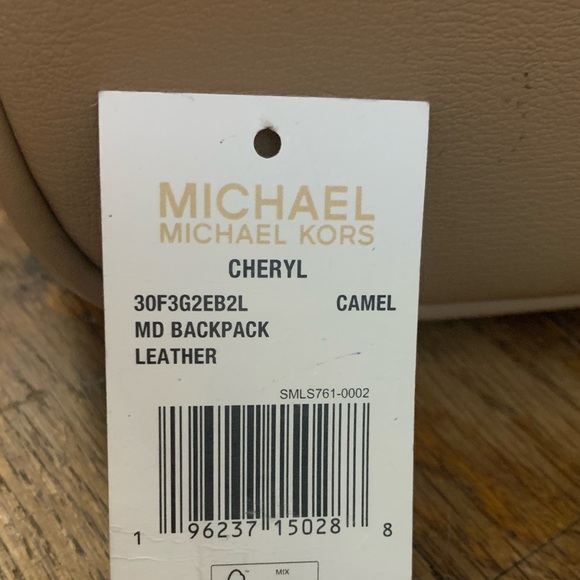 MICHAEL
MICHAEL KORS
CHERYL
30F3G2EB2L CAMEL
MD BACKPACK
LEATHER
SMLS761-0002
1 96237 15028 8
MIX